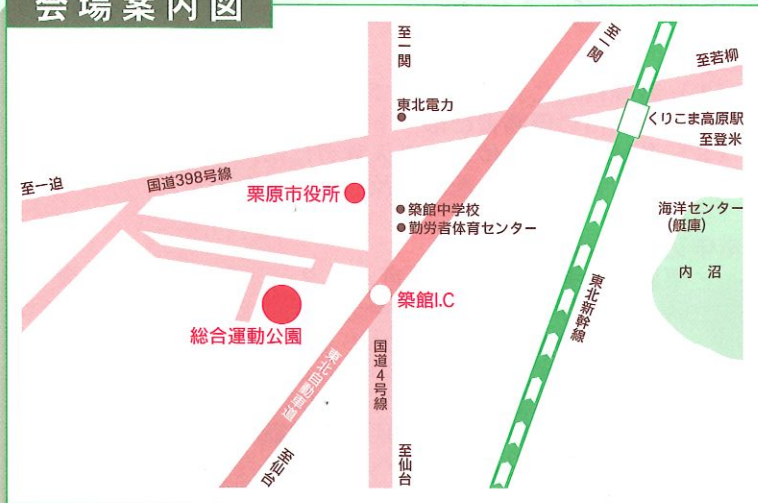 会場案内図
至一関
至一関
至若柳
東北電力
くりこま高原駅
至登米
至一迫
国道398号線
栗原市役所
築館中学校
勤労者体育センター
海洋センター
(艇庫)
内沼
築館I.C
総合運動公園
東北新幹線
国道4号線
東北自動車道
至仙台
至仙台